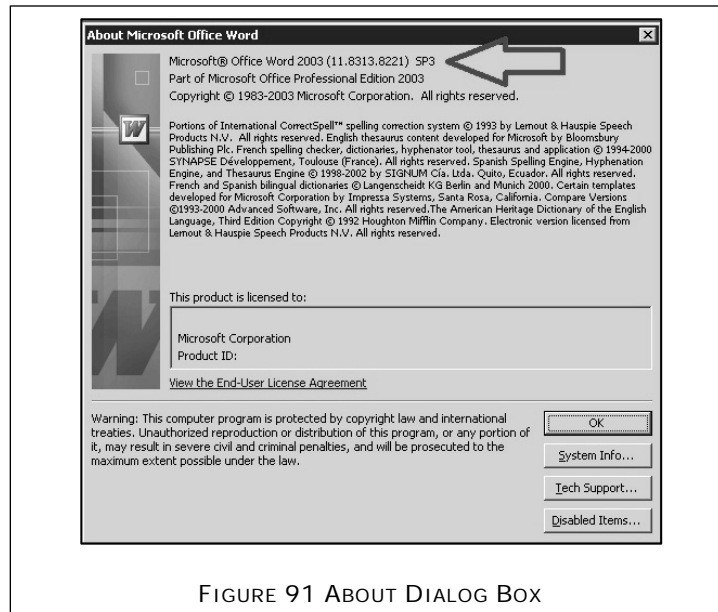 About Microsoft Office Word
Microsoft® Office Word 2003 (11.8313.8221) SP3
Part of Microsoft Office Professional Edition 2003
Copyright © 1983-2003 Microsoft Corporation. All rights reserved.
W
Portions of International CorrectSpell™ spelling correction system © 1993 by Lernout & Hauspie Speech
Products N.V. All rights reserved. English thesaurus content developed for Microsoft by Bloomsbury
Publishing Plc. French spelling checker, dictionaries, hyphenator tool, thesaurus and application © 1994-2000
SYNAPSE Développement, Toulouse (France). All rights reserved. Spanish Spelling Engine, Hyphenation
Engine, and Thesaurus Engine © 1998-2002 by SIGNUM Cía. Ltda. Quito, Ecuador. All rights reserved.
French and Spanish bilingual dictionaries © Langenscheidt KG Berlin and Munich 2000. Certain templates
developed for Microsoft Corporation by Impressa Systems, Santa Rosa, California. Compare Versions
©1993-2000 Advanced Software, Inc. All rights reserved.The American Heritage Dictionary of the English
Language, Third Edition Copyright © 1992 Houghton Mifflin Company. Electronic version licensed from
Lernout & Hauspie Speech Products N.V. All rights reserved.
This product is licensed to:
Microsoft Corporation
Product ID:
View the End-User License Agreement
Warning: This computer program is protected by copyright law and international
treaties. Unauthorized reproduction or distribution of this program, or any portion of
it, may result in severe civil and criminal penalties, and will be prosecuted to the
maximum extent possible under the law.
OK
System Info...
Tech Support...
Disabled Items...
FIGURE 91 ABOUT DIALOG BOX